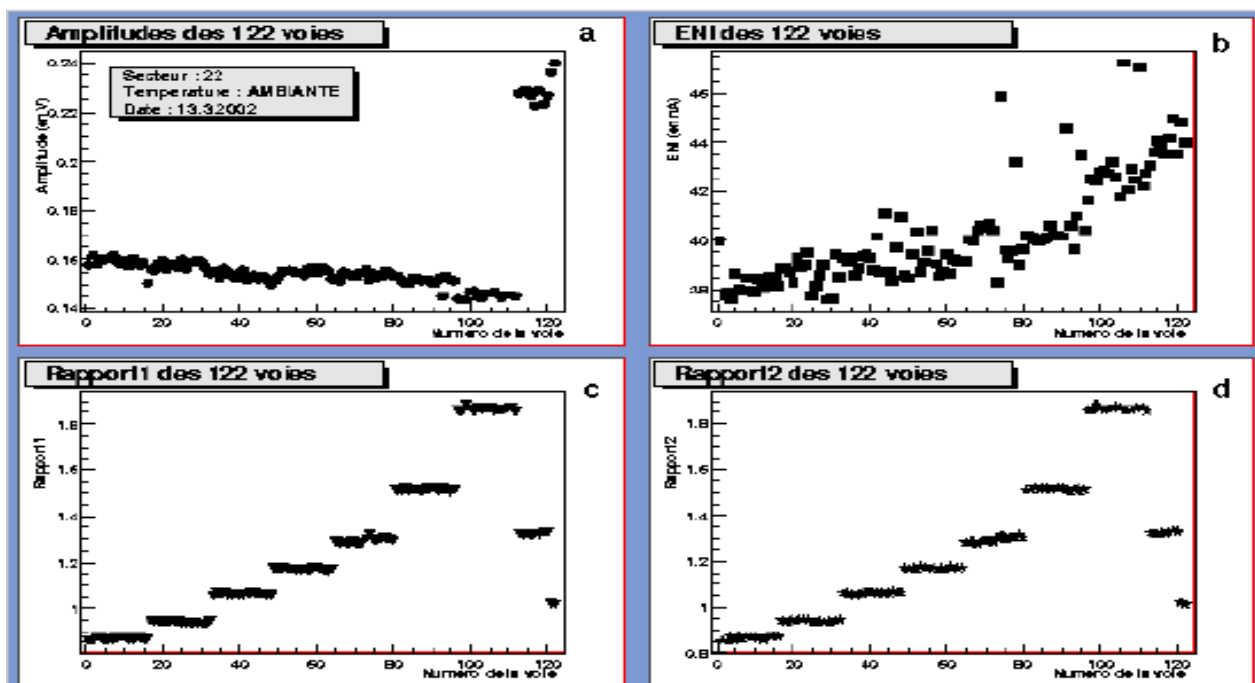 Amplitudes des 122 voies
a
Secteur : 22
Temperature : AMBIANTE
Date : 13.3.2002
Amplitude (en V)
0.24
0.22
0.2
0.18
0.16
0.14
0 20 40 60 80 100 120
Numero de la voie
ENI des 122 voies
b
ENI (en nA)
46
44
42
40
38
0 20 40 60 80 100 120
Numero de la voie
Rapport1 des 122 voies
c
Rapport1
1.8
1.6
1.4
1.2
1
0 20 40 60 80 100 120
Numero de la voie
Rapport2 des 122 voies
d
Rapport2
1.8
1.6
1.4
1.2
1
0.8
0 20 40 60 80 100 120
Numero de la voie